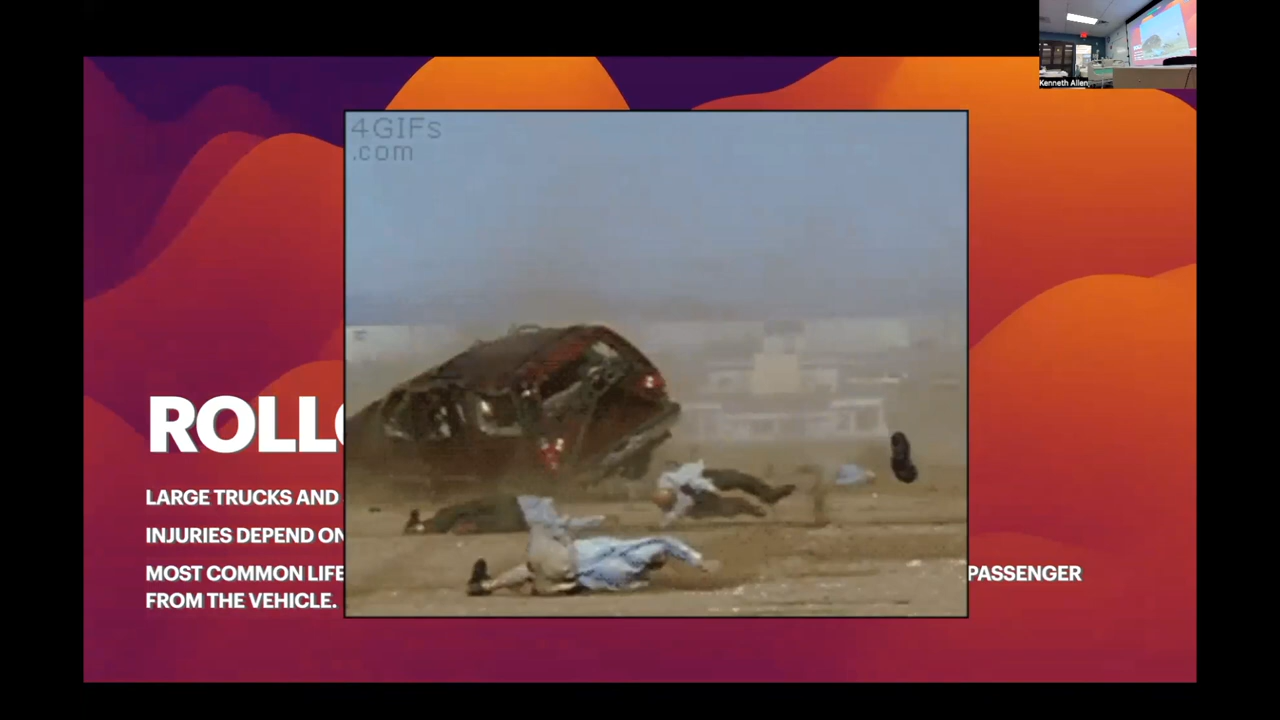 Kenneth Allen
4GIFs
.com
ROLL
LARGE TRUCKS AND
INJURIES DEPEND ON
MOST COMMON LIFE PASSENGER
FROM THE VEHICLE.